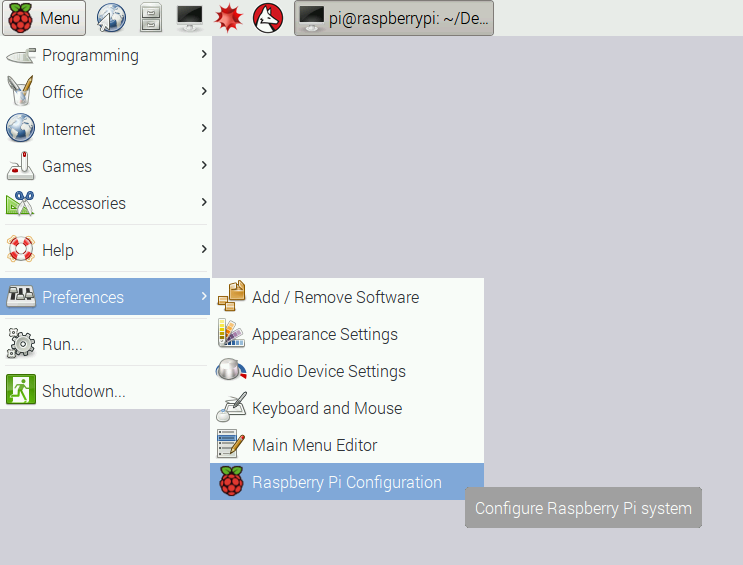 Menu
pi@raspberrypi: ~/De...
Programming
Office
Internet
Games
Accessories
Help
Preferences
Run...
Shutdown...
Add / Remove Software
Appearance Settings
Audio Device Settings
Keyboard and Mouse
Main Menu Editor
Raspberry Pi Configuration
Configure Raspberry Pi system